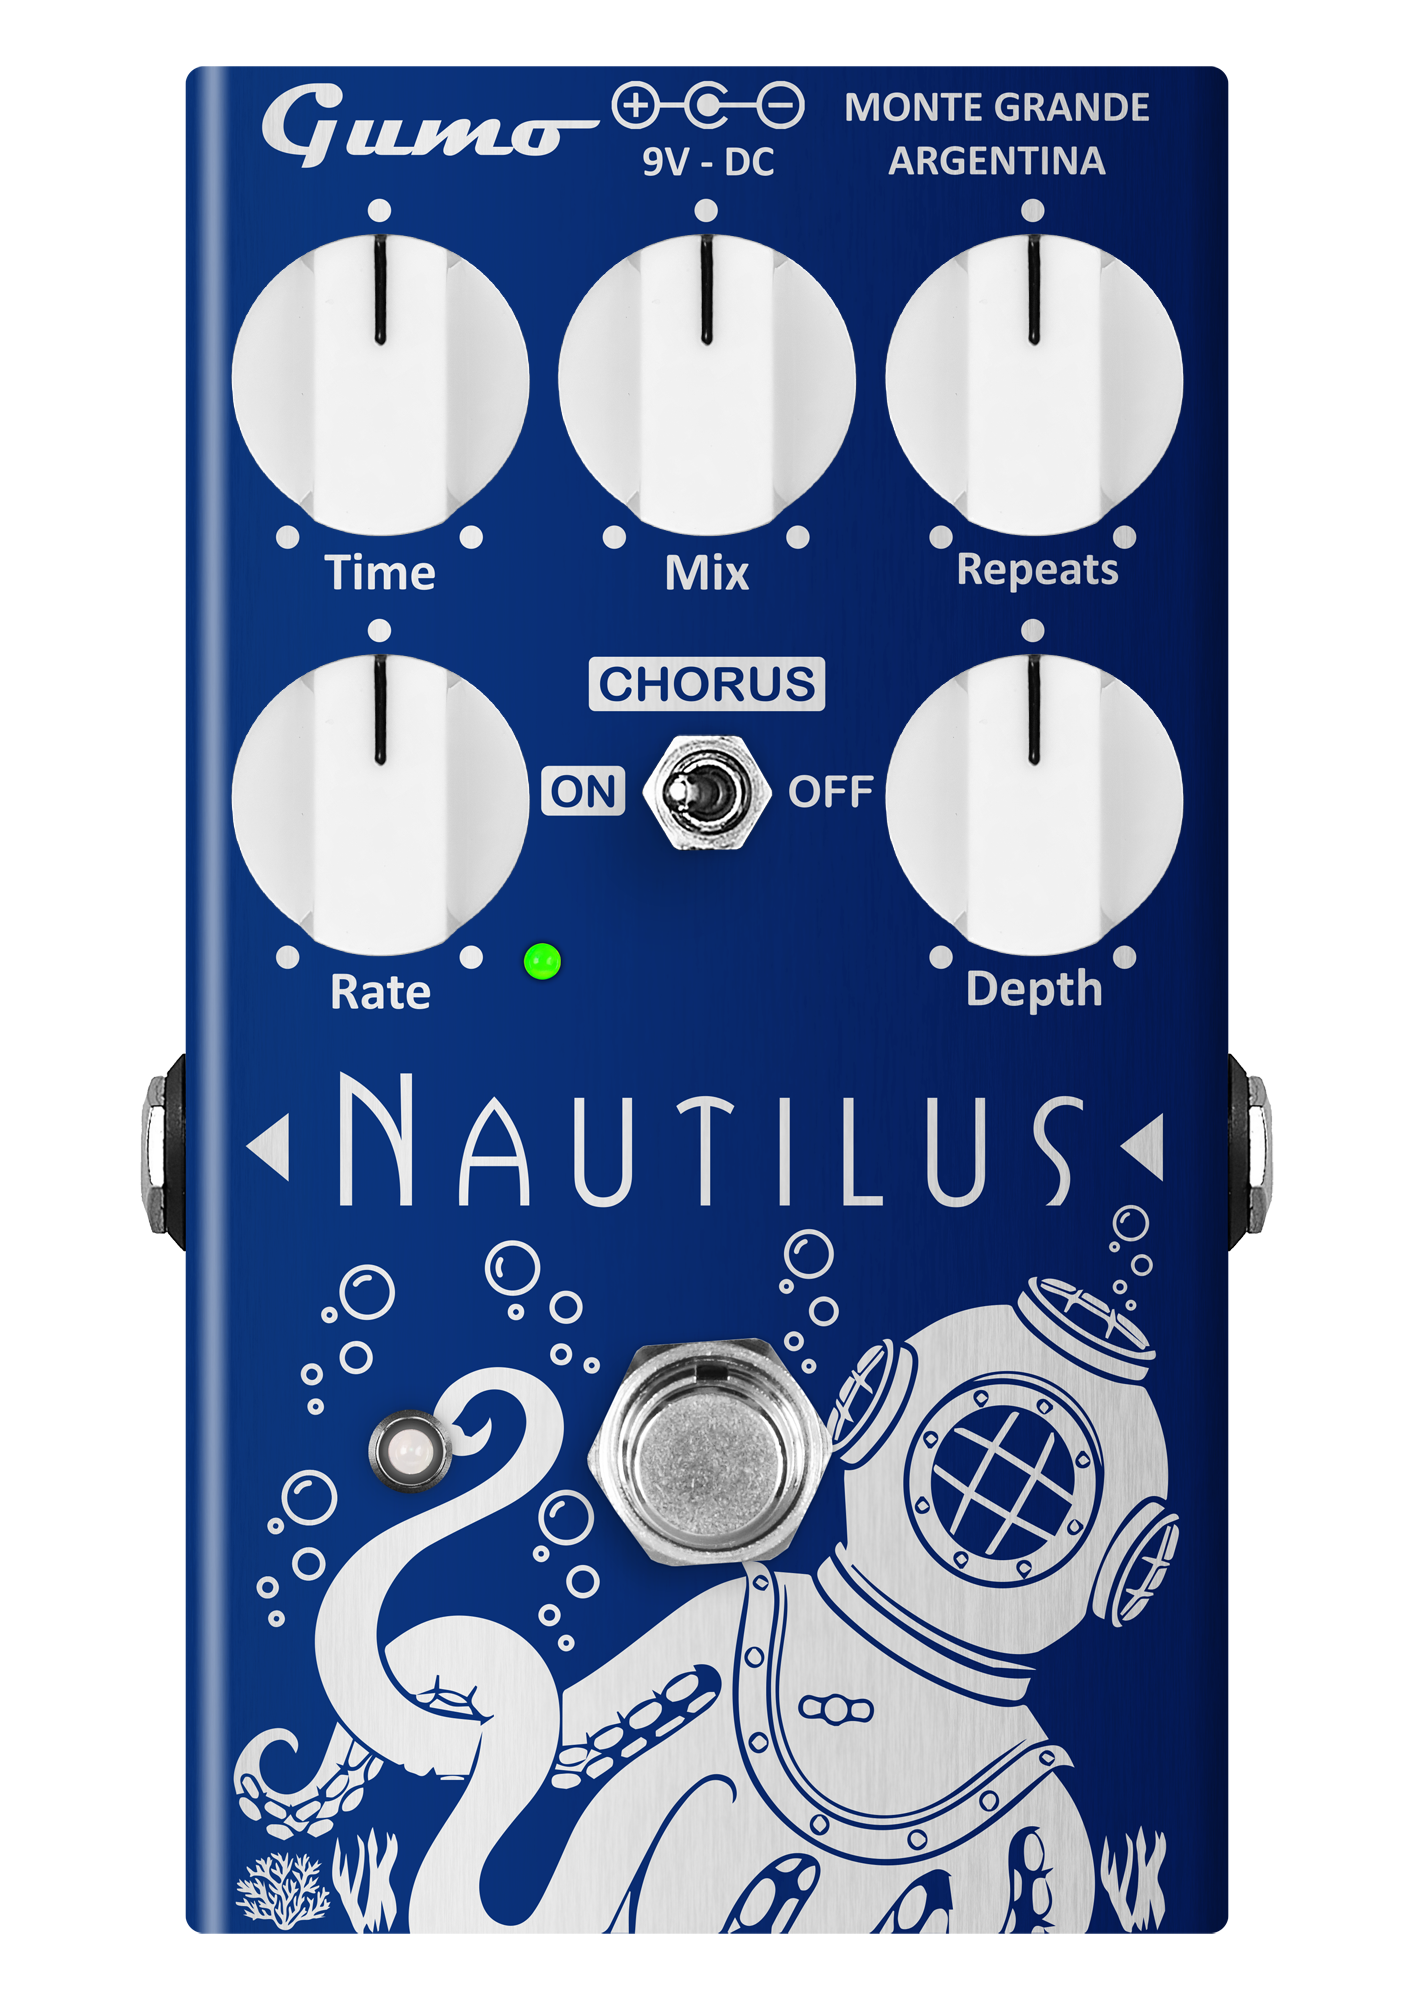 Gumo
+ -
9V - DC
MONTE GRANDE
ARGENTINA
Time
Mix
Repeats
CHORUS
ON
OFF
Rate
Depth
NAUTILUS